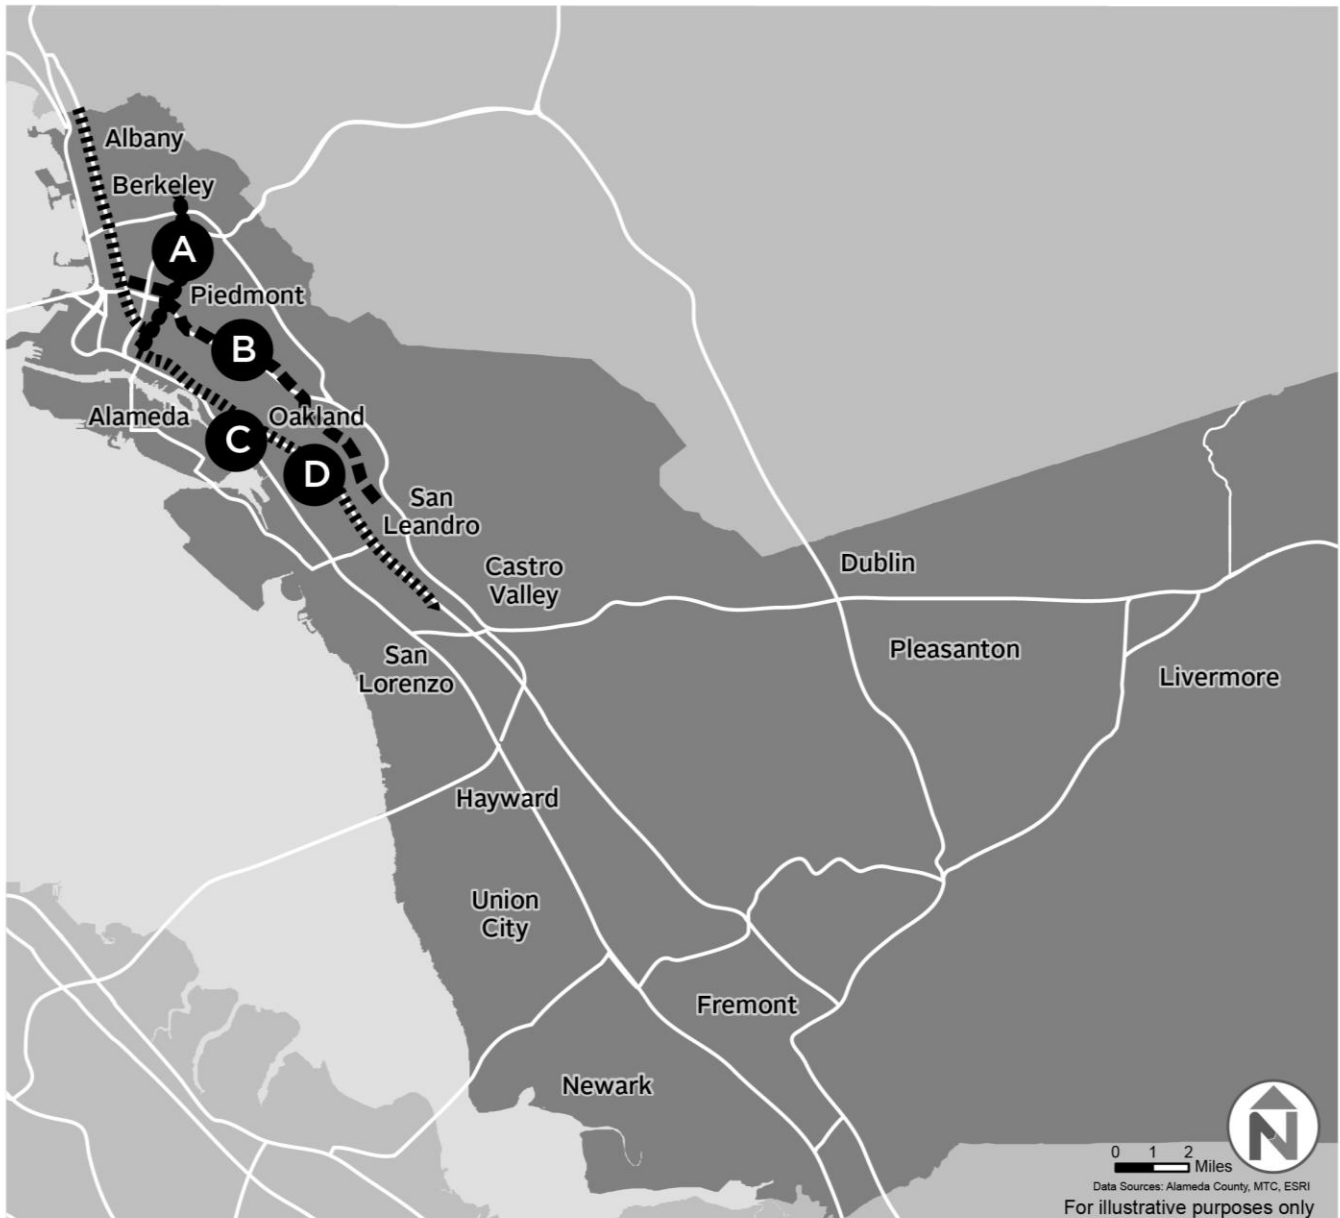 Albany
Berkeley
A
Piedmont
B
Alameda
Oakland
C
D
San
Leandro
Castro
Valley
Dublin
San
Lorenzo
Pleasanton
Livermore
Hayward
Union
City
Fremont
Newark
N
0 1 2
Miles
Data Sources: Alameda County, MTC, ESRI
For illustrative purposes only